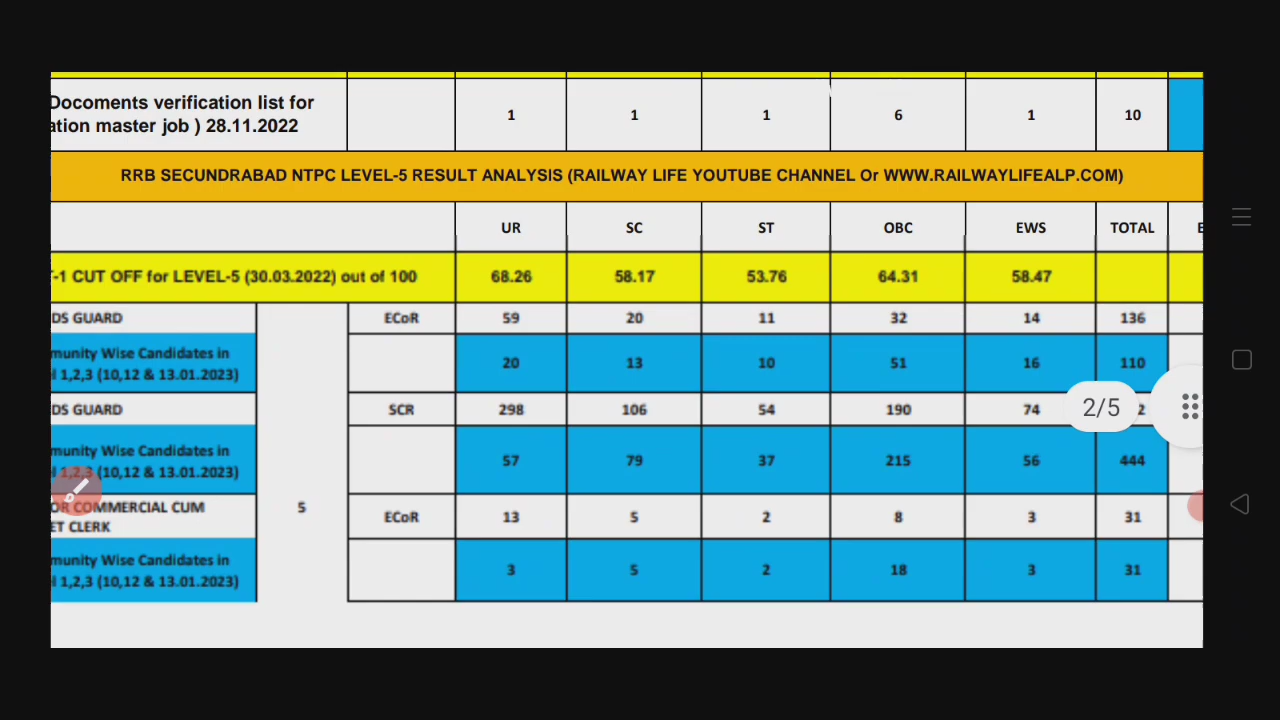 Docoments verification list for
ation master job ) 28.11.2022
1 1 1 6 1 10
RRB SECUNDRABAD NTPC LEVEL-5 RESULT ANALYSIS (RAILWAY LIFE YOUTUBE CHANNEL Or WWW.RAILWAYLIFEALP.COM)
UR SC ST OBC EWS TOTAL E
-1 CUT OFF for LEVEL-5 (30.03.2022) out of 100 68.26 58.17 53.76 64.31 58.47
DS GUARD ECoR 59 20 11 32 14 136
munity Wise Candidates in
l 1,2,3 (10,12 & 13.01.2023) 20 13 10 51 16 110
DS GUARD SCR 298 106 54 190 74 2
2/5
munity Wise Candidates in
l 1,2,3 (10,12 & 13.01.2023) 57 79 37 215 56 444
OR COMMERCIAL CUM
ET CLERK 5 ECoR 13 5 2 8 3 31
munity Wise Candidates in
l 1,2,3 (10,12 & 13.01.2023) 3 5 2 18 3 31